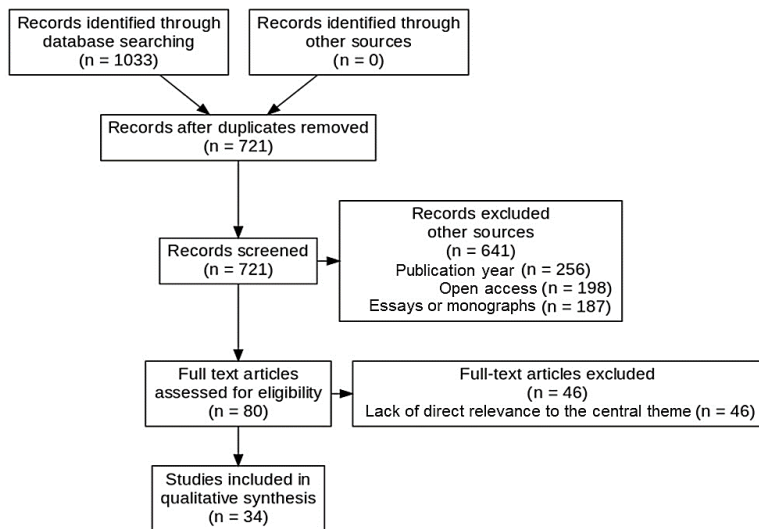 Records identified through
database searching
(n = 1033)
Records identified through
other sources
(n = 0)
Records after duplicates removed
(n = 721)
Records screened
(n = 721)
Records excluded
other sources
(n = 641)
Publication year (n = 256)
Open access (n = 198)
Essays or monographs (n = 187)
Full text articles
assessed for eligibility
(n = 80)
Full-text articles excluded
(n = 46)
Lack of direct relevance to the central theme (n = 46)
Studies included in
qualitative synthesis
(n = 34)